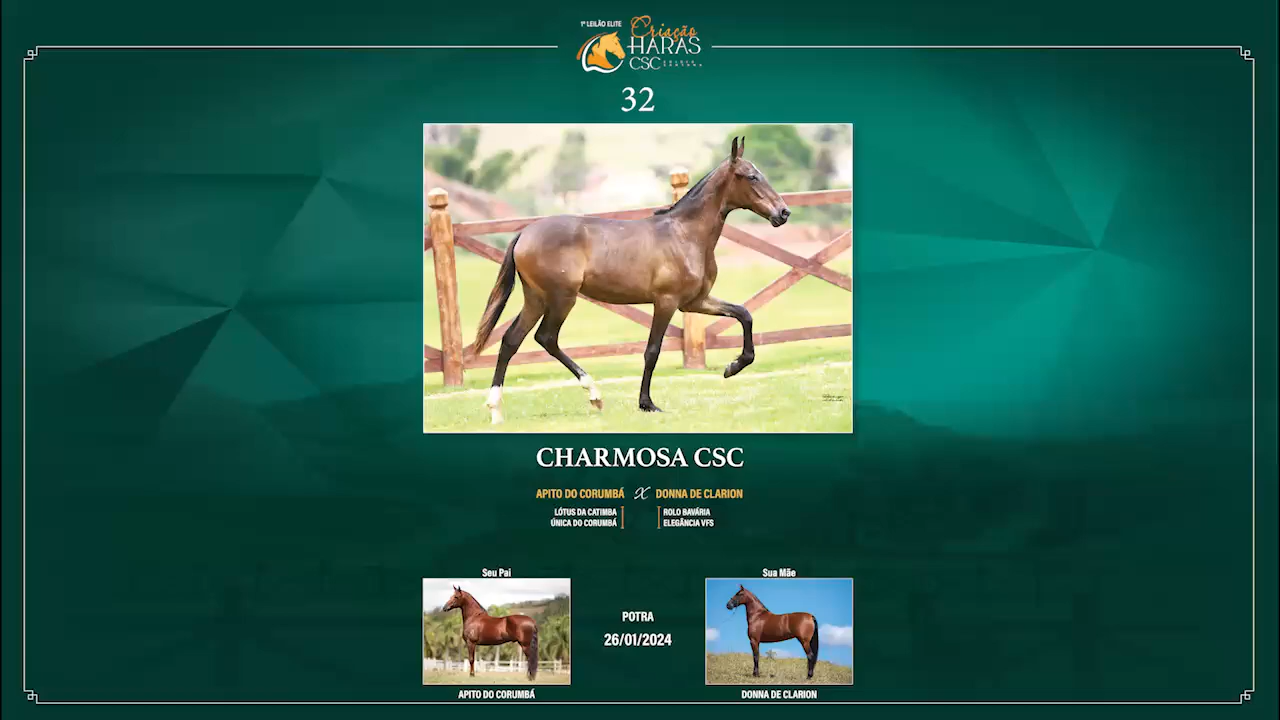 1º LEILÃO ELITE
Criação
HARAS
CSC
32
CHARMOSA CSC
APITO DO CORUMBÁ X DONNA DE CLARION
LÓTUS DA CATIMBA
ÚNICA DO CORUMBÁ
ROLO BAVÁRIA
ELEGÂNCIA VFS
Seu Pai
Sua Mãe
POTRA
26/01/2024
APITO DO CORUMBÁ
DONNA DE CLARION